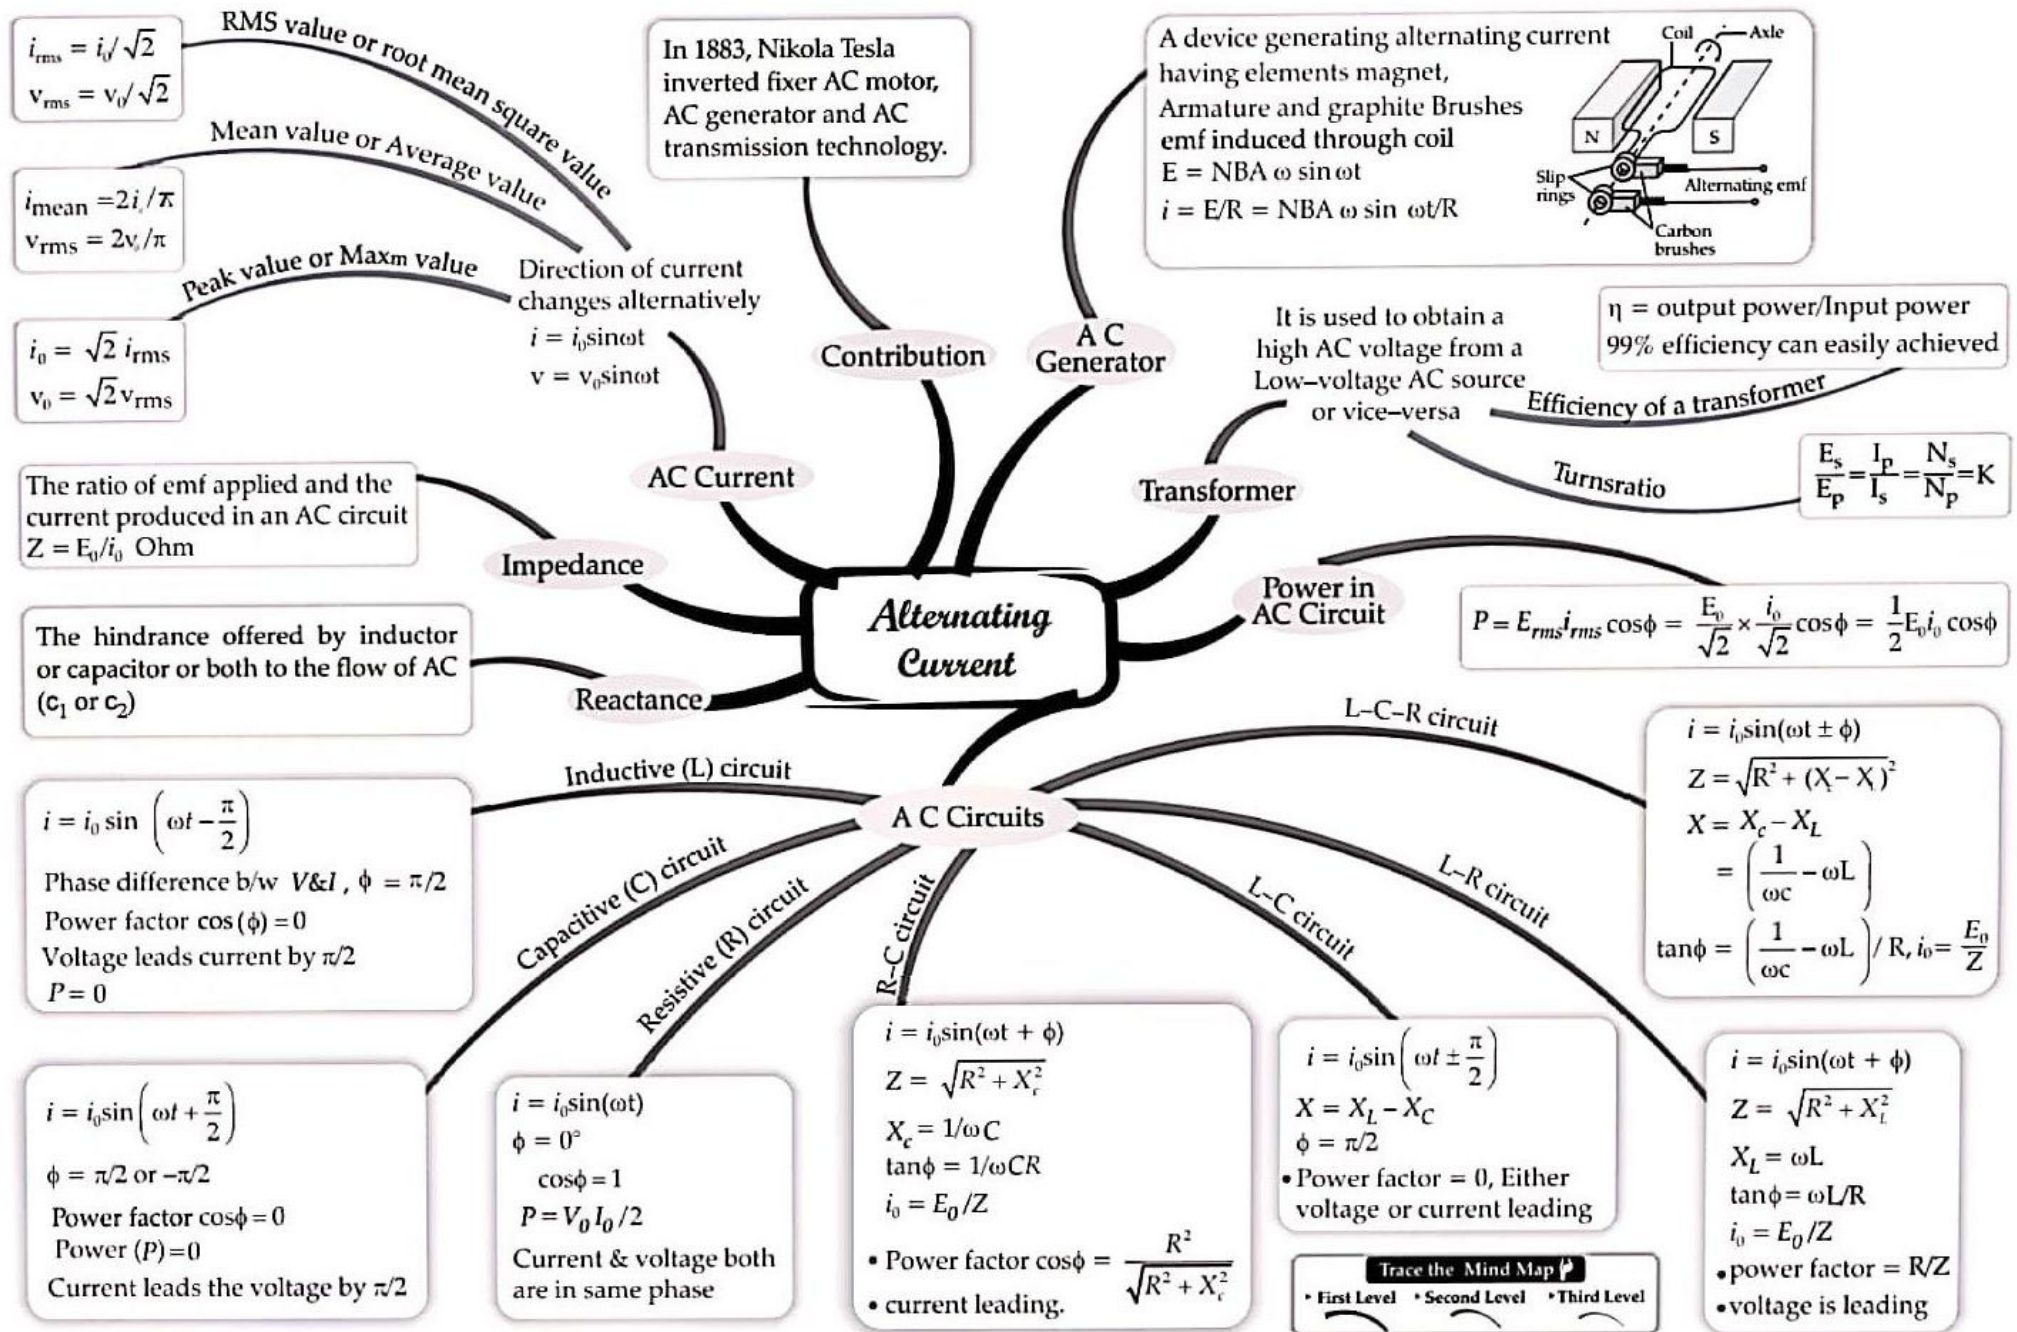 RMS value or root mean square value
i_rms = i_0/√2
v_rms = v_0/√2
Mean value or Average value
i_mean = 2i_0/π
v_rms = 2v_0/π
Peak value or Maxm value
i_0 = √2 i_rms
v_0 = √2 v_rms
Direction of current
changes alternatively
i = i_0sinωt
v = v_0sinωt
AC Current
In 1883, Nikola Tesla
inverted fixer AC motor,
AC generator and AC
transmission technology.
Contribution
A device generating alternating current
having elements magnet,
Armature and graphite Brushes
emf induced through coil
E = NBA ω sin ωt
i = E/R = NBA ω sin ωt/R
Coil
Axle
N
S
Slip
rings
Alternating emf
Carbon
brushes
A C
Generator
It is used to obtain a
high AC voltage from a
Low–voltage AC source
or vice–versa
Transformer
η = output power/Input power
99% efficiency can easily achieved
Efficiency of a transformer
Turnsratio
E_s/E_p = I_p/I_s = N_s/N_p = K
The ratio of emf applied and the
current produced in an AC circuit
Z = E_0/i_0 Ohm
Impedance
Alternating
Current
Power in
AC Circuit
P = E_rms i_rms cosϕ = E_0/√2 × i_0/√2 cosϕ = 1/2 E_0 i_0 cosϕ
The hindrance offered by inductor
or capacitor or both to the flow of AC
(c_1 or c_2)
Reactance
A C Circuits
Inductive (L) circuit
i = i_0 sin (ωt − π/2)
Phase difference b/w V&I, ϕ = π/2
Power factor cos (ϕ) = 0
Voltage leads current by π/2
P = 0
Capacitive (C) circuit
i = i_0sin(ωt + π/2)
ϕ = π/2 or −π/2
Power factor cosϕ = 0
Power (P) = 0
Current leads the voltage by π/2
Resistive (R) circuit
i = i_0sin(ωt)
ϕ = 0°
cosϕ = 1
P = V_0 I_0/2
Current & voltage both
are in same phase
R–C circuit
i = i_0sin(ωt + ϕ)
Z = √(R² + X_c²)
X_c = 1/ωC
tanϕ = 1/ωCR
i_0 = E_0/Z
• Power factor cosϕ = R²/√(R² + X_c²)
• current leading.
L–C circuit
i = i_0sin(ωt ± π/2)
X = X_L − X_C
ϕ = π/2
• Power factor = 0, Either
voltage or current leading
L–R circuit
i = i_0sin(ωt + ϕ)
Z = √(R² + X_L²)
X_L = ωL
tanϕ = ωL/R
i_0 = E_0/Z
• power factor = R/Z
• voltage is leading
L–C–R circuit
i = i_0sin(ωt ± ϕ)
Z = √(R² + (X − X)²)
X = X_c − X_L
= (1/ωc − ωL)
tanϕ = (1/ωc − ωL)/R, i_0 = E_0/Z
Trace the Mind Map
• First Level • Second Level • Third Level